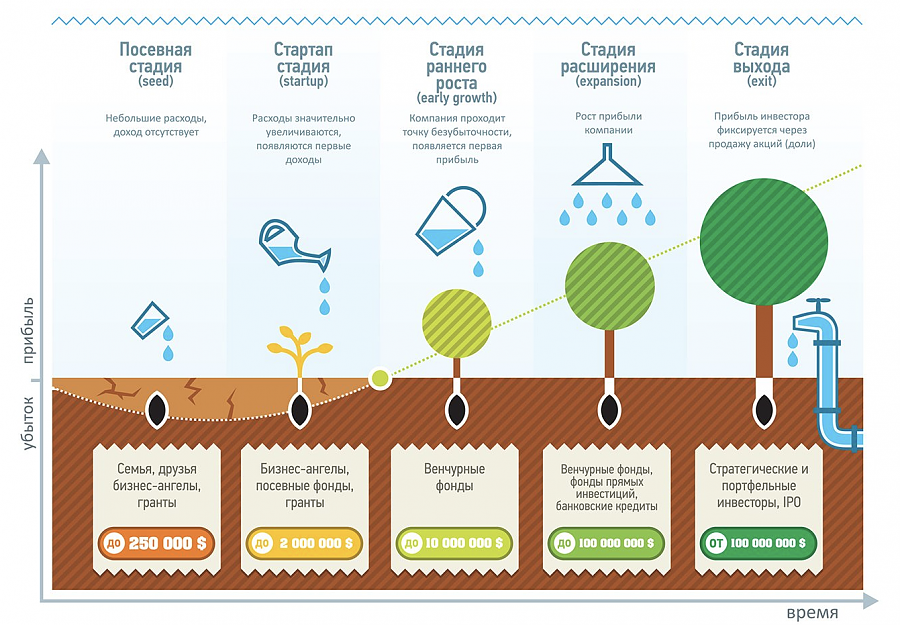 Посевная
стадия
(seed)
Небольшие расходы,
доход отсутствует
Стартап
стадия
(startup)
Расходы значительно
увеличиваются,
появляются первые
доходы
Стадия
раннего
роста
(early growth)
Компания проходит
точку безубыточности,
появляется первая
прибыль
Стадия
расширения
(expansion)
Рост прибыли
компании
Стадия
выхода
(exit)
Прибыль инвестора
фиксируется через
продажу акций (доли)
прибыль
убыток
Семья, друзья
бизнес-ангелы,
гранты
до 250 000 $
Бизнес-ангелы,
посевные фонды,
гранты
до 2 000 000 $
Венчурные
фонды
до 10 000 000 $
Венчурные фонды,
фонды прямых
инвестиций,
банковские кредиты
до 100 000 000 $
Стратегические и
портфельные
инвесторы, IPO
от 100 000 000 $
время